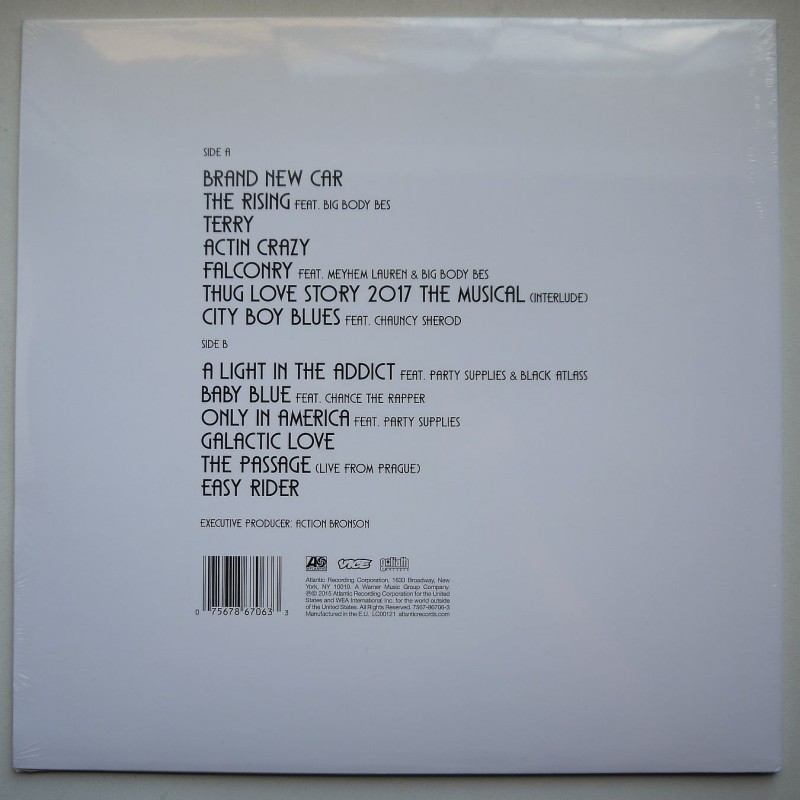 SIDE A
BRAND NEW CAR
THE RISING FEAT. BIG BODY BES
TERRY
ACTIN CRAZY
FALCONRY FEAT. MEYHEM LAUREN & BIG BODY BES
THUG LOVE STORY 2017 THE MUSICAL (INTERLUDE)
CITY BOY BLUES FEAT. CHAUNCY SHEROD
SIDE B
A LIGHT IN THE ADDICT FEAT. PARTY SUPPLIES & BLACK ATLASS
BABY BLUE FEAT. CHANCE THE RAPPER
ONLY IN AMERICA FEAT. PARTY SUPPLIES
GALACTIC LOVE
THE PASSAGE (LIVE FROM PRAGUE)
EASY RIDER
EXECUTIVE PRODUCER: ACTION BRONSON
VICE goliath
Atlantic Recording Corporation, 1633 Broadway, New
York, NY 10019. A Warner Music Group Company.
℗© 2015 Atlantic Recording Corporation for the United
States and WEA International Inc. for the world outside
of the United States. All Rights Reserved. 7567-86706-3
Manufactured in the E.U. LC00121 atlanticrecords.com
0 75678 67063 3